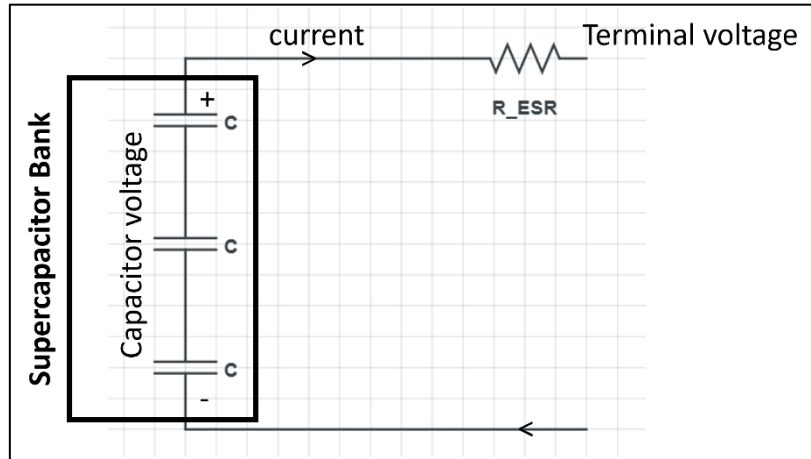 current
Terminal voltage
R_ESR
Supercapacitor Bank
Capacitor voltage
+
C
C
C
-